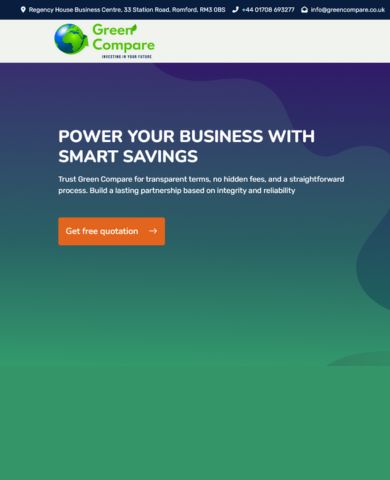 Regency House Business Centre, 33 Station Road, Romford, RM3 0BS +44 01708 693277 info@greencompare.co.uk
Green
Compare
INVESTING IN YOUR FUTURE
POWER YOUR BUSINESS WITH
SMART SAVINGS
Trust Green Compare for transparent terms, no hidden fees, and a straightforward
process. Build a lasting partnership based on integrity and reliability
Get free quotation